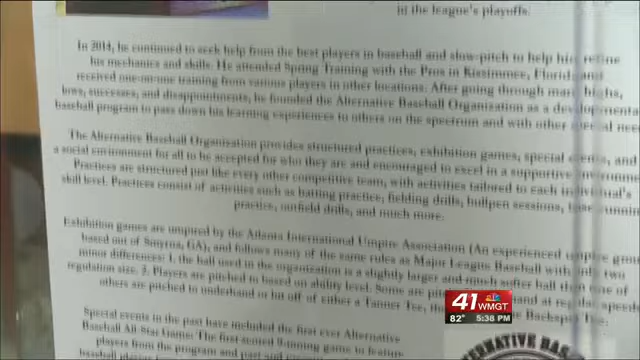 in the league's playoffs.
In 2014, he continued to seek help from the best players in baseball and slow-pitch to help him refine
his mechanics and skills. He attended Spring Training with the Pros in Kissimmee, Florida and
received one-on-one training from various players in other locations. After going through many highs,
lows, successes, and disappointments, he founded the Alternative Baseball Organization as a developmental
baseball program to pass down his learning experiences to others on the spectrum and with other special nee
The Alternative Baseball Organization provides structured practices, exhibition games, special events, and
a social environment for all to be accepted for who they are and encouraged to excel in a supportive
Practices are structured just like every other competitive team, with activities tailored to each individual's
skill level. Practices consist of activities such as batting practice, fielding drills, bullpen sessions, base runnin
practice, outfield drills, and much more.
Exhibition games are umpired by the Atlanta International Umpire Association (An experienced umpire grou
based out of Smyrna, GA), and follows many of the same rules as Major League Baseball with only two
minor differences: 1. the ball used in the organization is a slightly larger and much softer ball than one of
regulation size. 2. Players are pitched to based on ability level. Some are at regular speeds
others are pitched to underhand or hit off of either a Tanner Tee,
Special events in the past have included the first ever Alternative
Baseball All-Star Game: The first scored 9-inning game to feature
players from the program and past and
41 WMGT
82° 5:38 PM